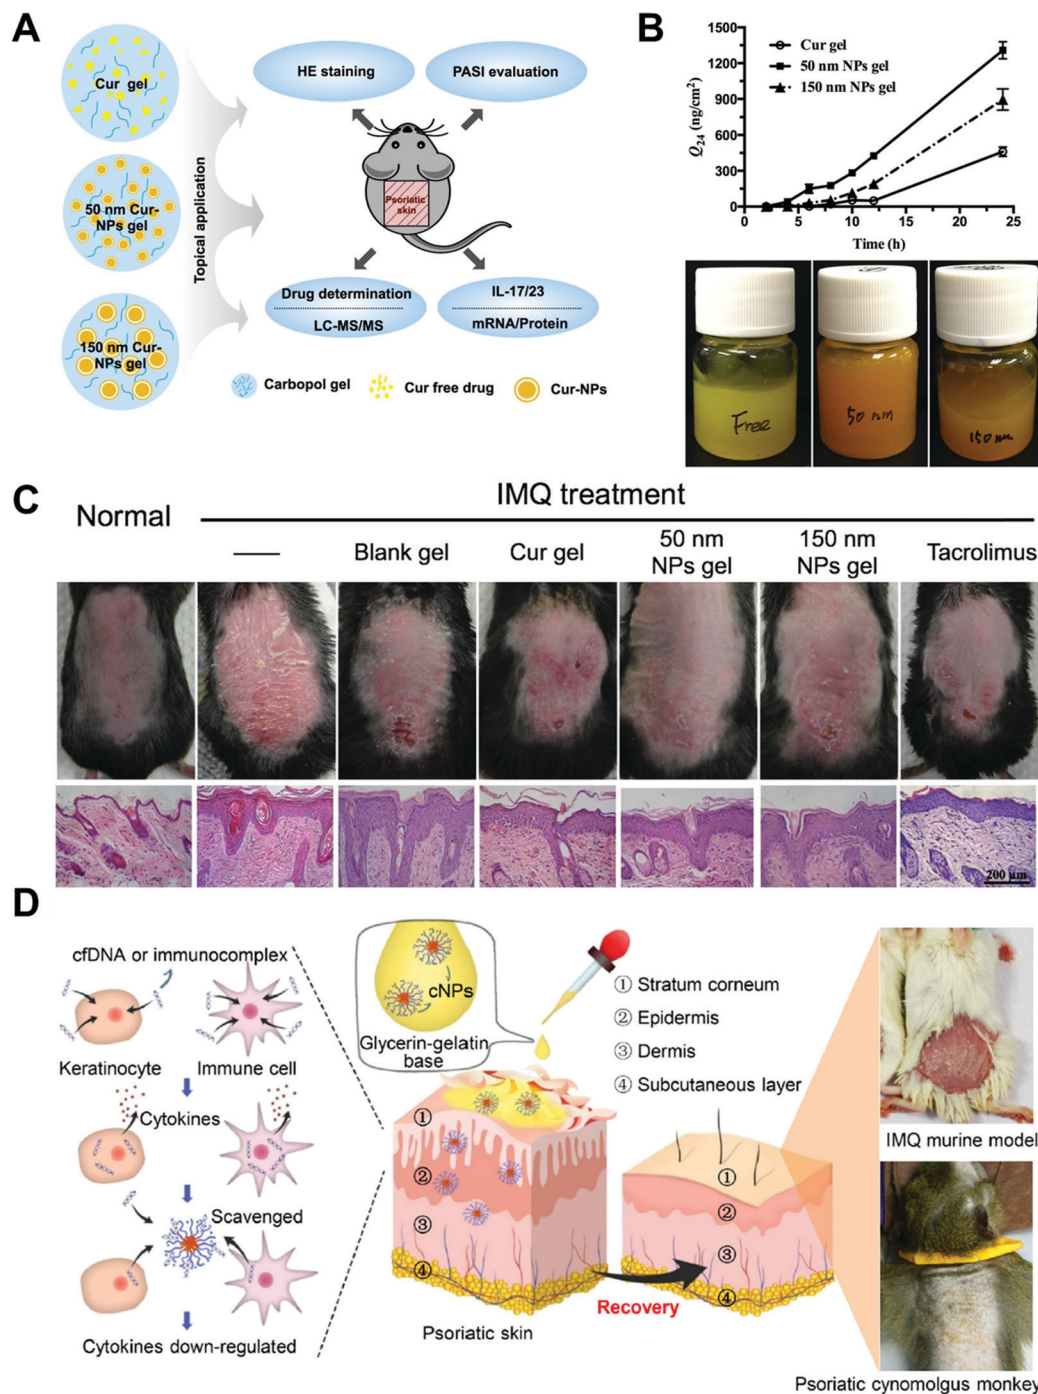 A
Cur gel
50 nm Cur-
NPs gel
150 nm Cur-
NPs gel
Topical application
HE staining
PASI evaluation
Psoriatic
skin
Drug determination
LC-MS/MS
IL-17/23
mRNA/Protein
Carbopol gel
Cur free drug
Cur-NPs
B
1500
1200
900
600
300
0
Q24 (ng/cm2)
Cur gel
50 nm NPs gel
150 nm NPs gel
0
5
10
15
20
25
Time (h)
Free
50 nm
150 nm
C
Normal
IMQ treatment
Blank gel
Cur gel
50 nm
NPs gel
150 nm
NPs gel
Tacrolimus
200 μm
D
cfDNA or immunocomplex
Keratinocyte
Immune cell
Cytokines
Scavenged
Cytokines down-regulated
cNPs
Glycerin-gelatin
base
① Stratum corneum
② Epidermis
③ Dermis
④ Subcutaneous layer
①
②
③
④
Psoriatic skin
①
②
③
④
Recovery
IMQ murine model
Psoriatic cynomolgus monkey